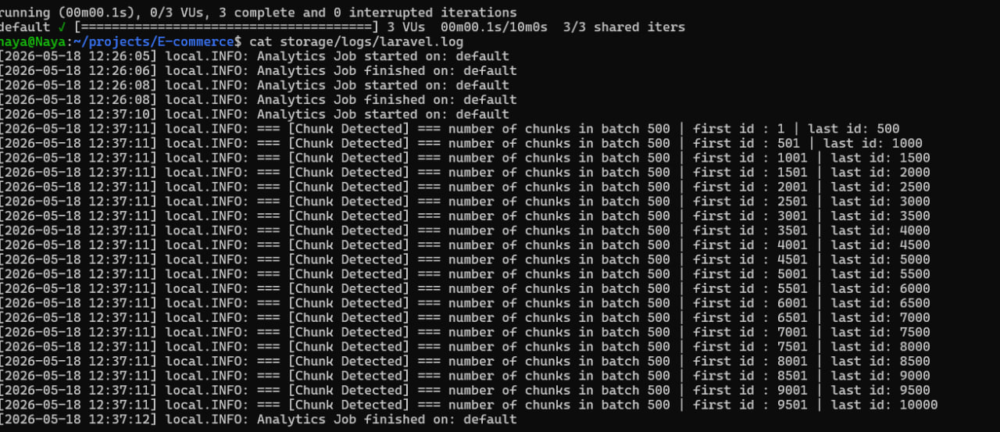 running (00m00.1s), 0/3 VUs, 3 complete and 0 interrupted iterations
default ✓ [======================================] 3 VUs  00m00.1s/10m0s  3/3 shared iters
naya@Naya:~/projects/E-commerce$ cat storage/logs/laravel.log
[2026-05-18 12:26:05] local.INFO: Analytics Job started on: default
[2026-05-18 12:26:06] local.INFO: Analytics Job finished on: default
[2026-05-18 12:26:08] local.INFO: Analytics Job started on: default
[2026-05-18 12:26:08] local.INFO: Analytics Job finished on: default
[2026-05-18 12:37:10] local.INFO: Analytics Job started on: default
[2026-05-18 12:37:11] local.INFO: === [Chunk Detected] === number of chunks in batch 500 | first id : 1 | last id: 500
[2026-05-18 12:37:11] local.INFO: === [Chunk Detected] === number of chunks in batch 500 | first id : 501 | last id: 1000
[2026-05-18 12:37:11] local.INFO: === [Chunk Detected] === number of chunks in batch 500 | first id : 1001 | last id: 1500
[2026-05-18 12:37:11] local.INFO: === [Chunk Detected] === number of chunks in batch 500 | first id : 1501 | last id: 2000
[2026-05-18 12:37:11] local.INFO: === [Chunk Detected] === number of chunks in batch 500 | first id : 2001 | last id: 2500
[2026-05-18 12:37:11] local.INFO: === [Chunk Detected] === number of chunks in batch 500 | first id : 2501 | last id: 3000
[2026-05-18 12:37:11] local.INFO: === [Chunk Detected] === number of chunks in batch 500 | first id : 3001 | last id: 3500
[2026-05-18 12:37:11] local.INFO: === [Chunk Detected] === number of chunks in batch 500 | first id : 3501 | last id: 4000
[2026-05-18 12:37:11] local.INFO: === [Chunk Detected] === number of chunks in batch 500 | first id : 4001 | last id: 4500
[2026-05-18 12:37:11] local.INFO: === [Chunk Detected] === number of chunks in batch 500 | first id : 4501 | last id: 5000
[2026-05-18 12:37:11] local.INFO: === [Chunk Detected] === number of chunks in batch 500 | first id : 5001 | last id: 5500
[2026-05-18 12:37:11] local.INFO: === [Chunk Detected] === number of chunks in batch 500 | first id : 5501 | last id: 6000
[2026-05-18 12:37:11] local.INFO: === [Chunk Detected] === number of chunks in batch 500 | first id : 6001 | last id: 6500
[2026-05-18 12:37:11] local.INFO: === [Chunk Detected] === number of chunks in batch 500 | first id : 6501 | last id: 7000
[2026-05-18 12:37:11] local.INFO: === [Chunk Detected] === number of chunks in batch 500 | first id : 7001 | last id: 7500
[2026-05-18 12:37:11] local.INFO: === [Chunk Detected] === number of chunks in batch 500 | first id : 7501 | last id: 8000
[2026-05-18 12:37:11] local.INFO: === [Chunk Detected] === number of chunks in batch 500 | first id : 8001 | last id: 8500
[2026-05-18 12:37:11] local.INFO: === [Chunk Detected] === number of chunks in batch 500 | first id : 8501 | last id: 9000
[2026-05-18 12:37:11] local.INFO: === [Chunk Detected] === number of chunks in batch 500 | first id : 9001 | last id: 9500
[2026-05-18 12:37:11] local.INFO: === [Chunk Detected] === number of chunks in batch 500 | first id : 9501 | last id: 10000
[2026-05-18 12:37:12] local.INFO: Analytics Job finished on: default